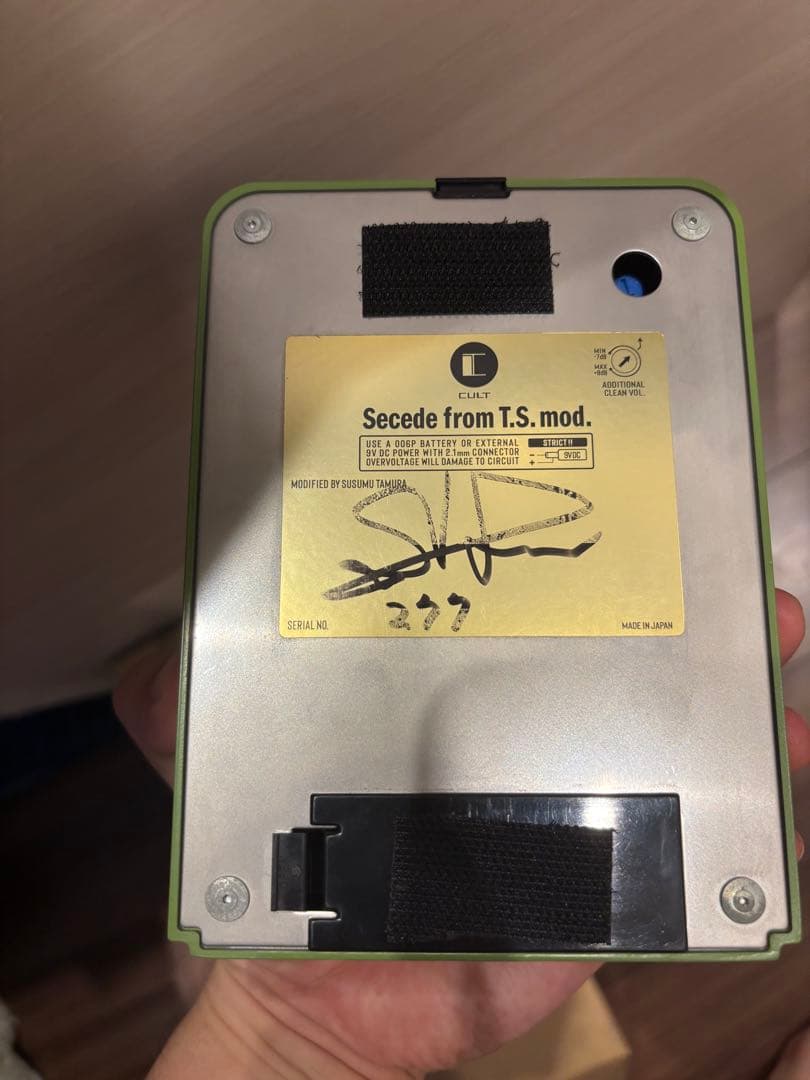 CULT
MIN
-7dB
MAX
+8dB
ADDITIONAL
CLEAN VOL.
Secede from T.S. mod.
USE A 006P BATTERY OR EXTERNAL
9V DC POWER WITH 2.1mm CONNECTOR
OVERVOLTAGE WILL DAMAGE TO CIRCUIT
STRICT!!
- 9VDC
+
MODIFIED BY SUSUMU TAMURA
277
SERIAL NO.
MADE IN JAPAN